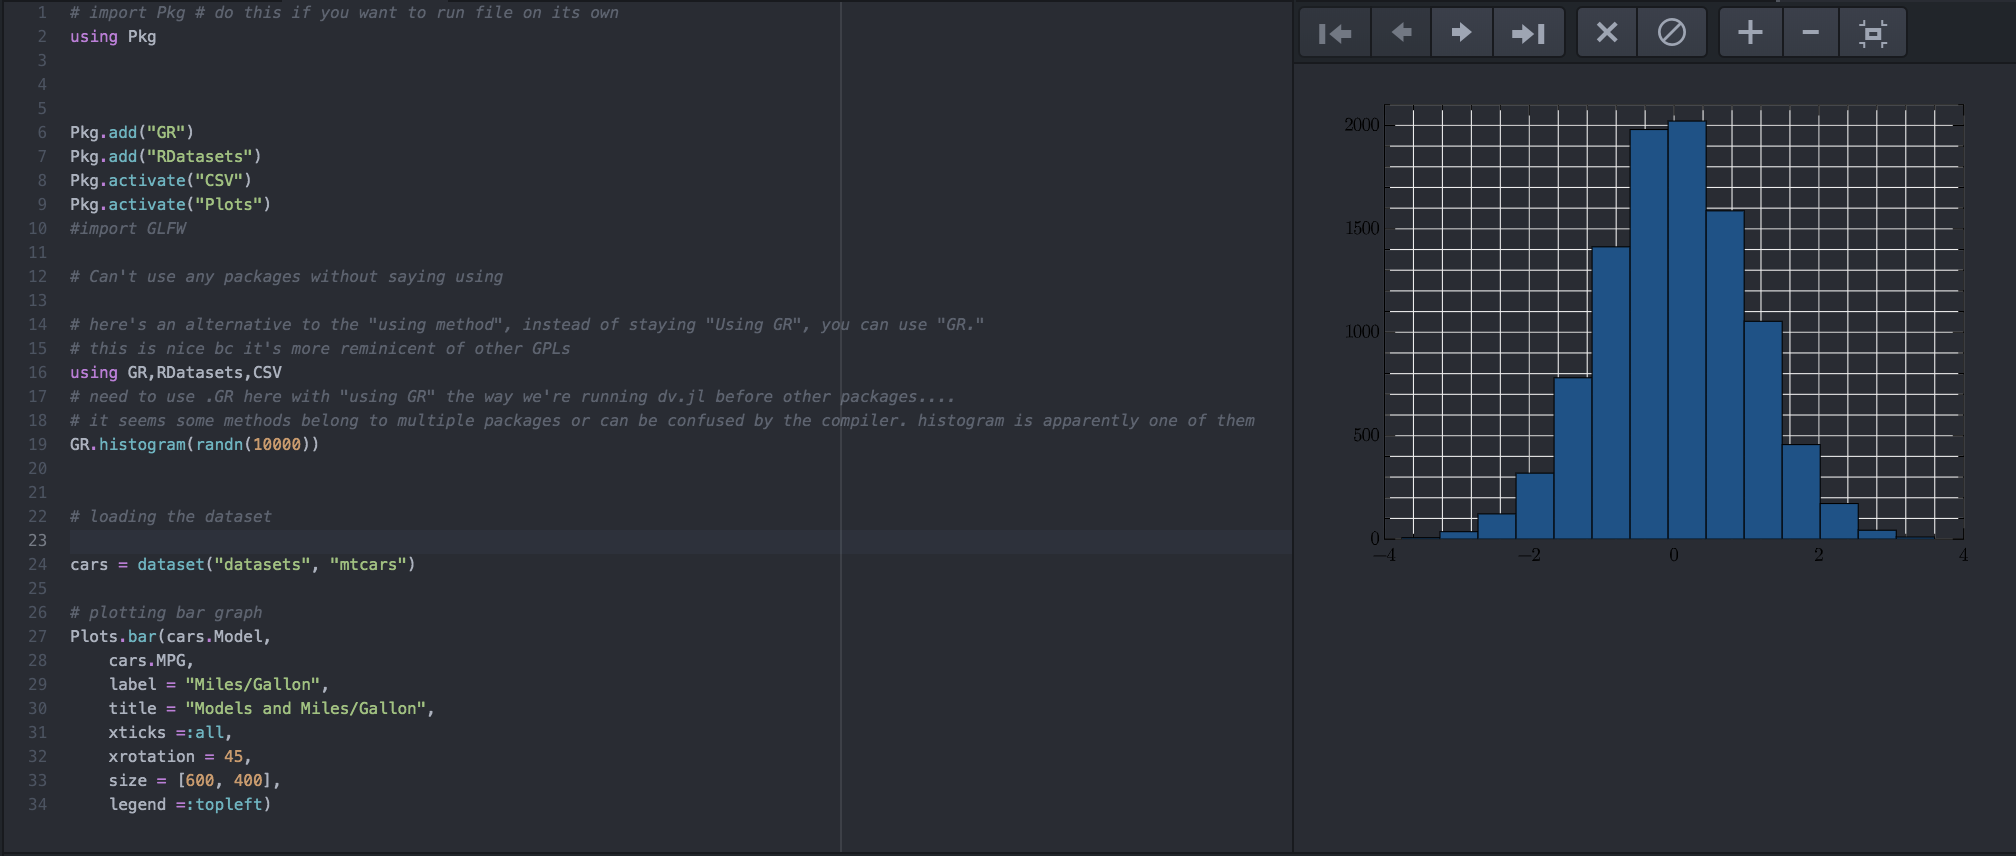 1 # import Pkg # do this if you want to run file on its own
2 using Pkg
3
4
5
6 Pkg.add("GR")
7 Pkg.add("RDatasets")
8 Pkg.activate("CSV")
9 Pkg.activate("Plots")
10 #import GLFW
11
12 # Can't use any packages without saying using
13
14 # here's an alternative to the "using method", instead of staying "Using GR", you can use "GR."
15 # this is nice bc it's more reminicent of other GPLs
16 using GR,RDatasets,CSV
17 # need to use .GR here with "using GR" the way we're running dv.jl before other packages....
18 # it seems some methods belong to multiple packages or can be confused by the compiler. histogram is apparently one of them
19 GR.histogram(randn(10000))
20
21
22 # loading the dataset
23
24 cars = dataset("datasets", "mtcars")
25
26 # plotting bar graph
27 Plots.bar(cars.Model,
28 cars.MPG,
29 label = "Miles/Gallon",
30 title = "Models and Miles/Gallon",
31 xticks =:all,
32 xrotation = 45,
33 size = [600, 400],
34 legend =:topleft)
2000
1500
1000
500
0
−4 −2 0 2 4